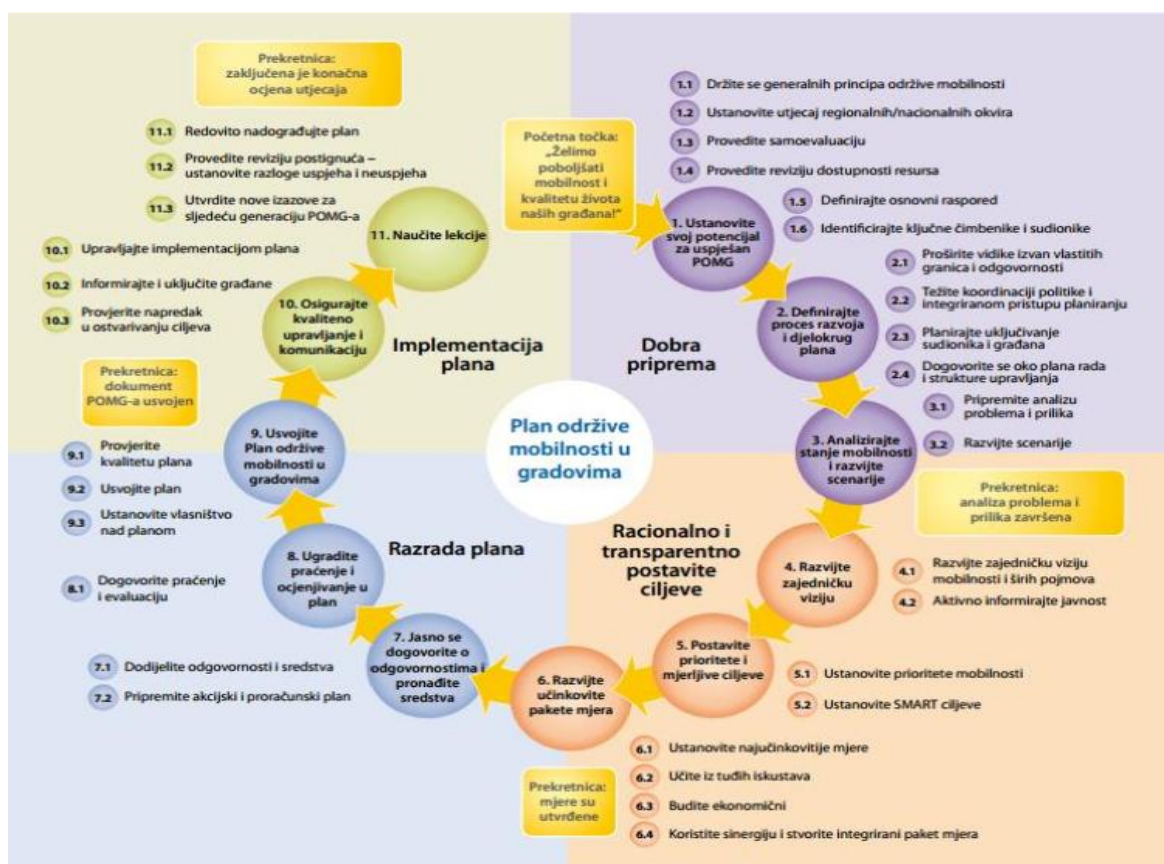 Početna točka:
„Želimo
poboljšati
mobilnost i
kvalitetu života
naših građana!”
1.1 Držite se generalnih principa održive mobilnosti
1.2 Ustanovite utjecaj regionalnih/nacionalnih okvira
1.3 Provedite samoevaluaciju
1.4 Provedite reviziju dostupnosti resursa
1.5 Definirajte osnovni raspored
1.6 Identificirajte ključne čimbenike i sudionike
1. Ustanovite
svoj potencijal
za uspješan
POMG
2.1 Proširite vidike izvan vlastitih
granica i odgovornosti
2.2 Težite koordinaciji politike i
integriranom pristupu planiranju
2.3 Planirajte uključivanje
sudionika i građana
2.4 Dogovorite se oko plana rada
i strukture upravljanja
2. Definirajte
proces razvoja
i djelokrug
plana
Dobra
priprema
3.1 Pripremite analizu
problema i prilika
3.2 Razvijte scenarije
3. Analizirajte
stanje mobilnosti
i razvijte
scenarije
Prekretnica:
analiza problema i
prilika završena
Plan održive
mobilnosti u
gradovima
Racionalno i
transparentno
postavite
ciljeve
4. Razvijte
zajedničku
viziju
4.1 Razvijte zajedničku viziju
mobilnosti i širih pojmova
4.2 Aktivno informirajte javnost
5. Postavite
prioritete i
mjerljive ciljeve
5.1 Ustanovite prioritete mobilnosti
5.2 Ustanovite SMART ciljeve
6. Razvijte
učinkovite
pakete mjera
6.1 Ustanovite najučinkovitije mjere
6.2 Učite iz tuđih iskustava
6.3 Budite ekonomični
6.4 Koristite sinergiju i stvorite integrirani paket mjera
Prekretnica:
mjere su
utvrđene
7. Jasno se
dogovorite o
odgovornostima i
pronađite
sredstva
7.1 Dodijelite odgovornosti i sredstva
7.2 Pripremite akcijski i proračunski plan
Razrada plana
8. Ugradite
praćenje i
ocjenjivanje u
plan
8.1 Dogovorite praćenje
i evaluaciju
9. Usvojite
Plan održive
mobilnosti u
gradovima
9.1 Provjerite
kvalitetu plana
9.2 Usvojite plan
9.3 Ustanovite vlasništvo
nad planom
Prekretnica:
dokument
POMG-a usvojen
Implementacija
plana
10. Osigurajte
kvaliteno
upravljanje i
komunikaciju
10.1 Upravljajte implementacijom plana
10.2 Informirajte i uključite građane
10.3 Provjerite napredak
u ostvarivanju ciljeva
11. Naučite lekcije
11.1 Redovito nadograđujte plan
11.2 Provedite reviziju postignuća –
ustanovite razloge uspjeha i neuspjeha
11.3 Utvrdite nove izazove za
sljedeću generaciju POMG-a
Prekretnica:
zaključena je konačna
ocjena utjecaja